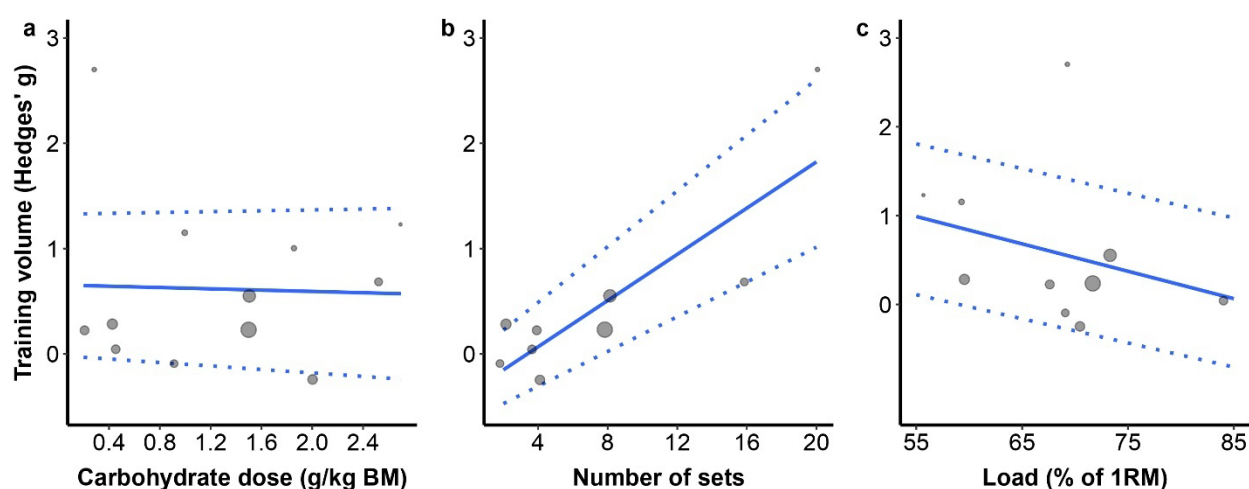 a
b
c
Training volume (Hedges' g)
3
2
1
0
3
2
1
0
3
2
1
0
0.4 0.8 1.2 1.6 2.0 2.4
4 8 12 16 20
55 65 75 85
Carbohydrate dose (g/kg BM)
Number of sets
Load (% of 1RM)